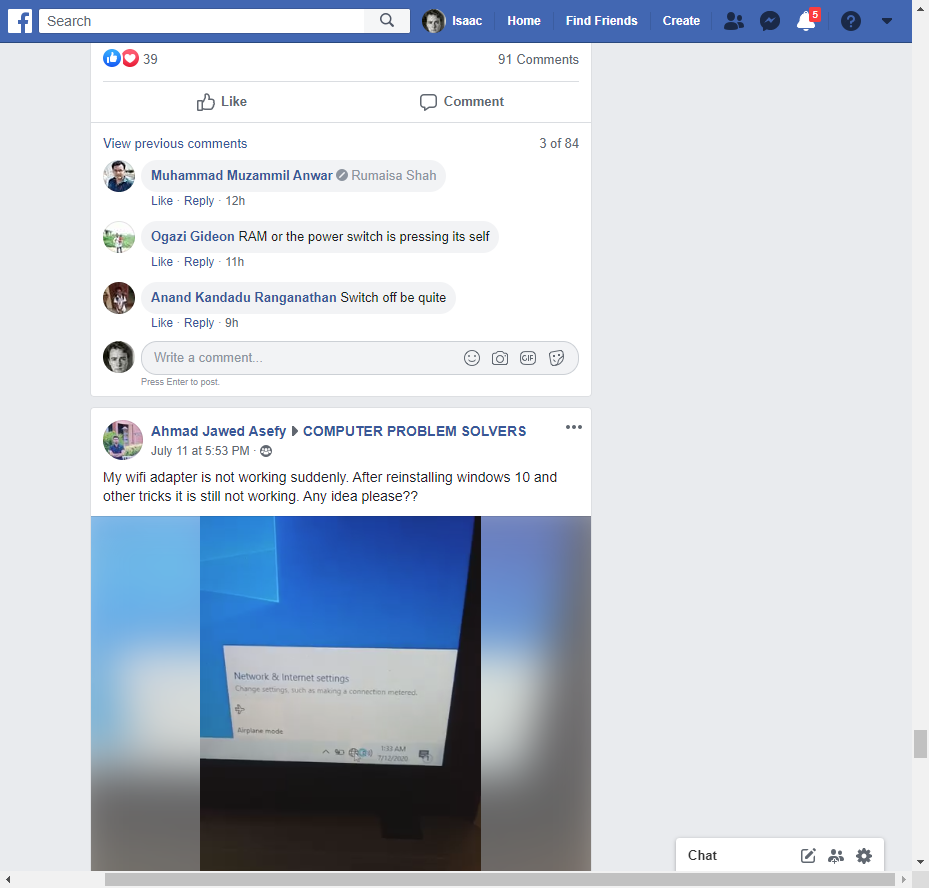 Search
Isaac
Home
Find Friends
Create
5
39
91 Comments
Like
Comment
View previous comments
3 of 84
Muhammad Muzammil Anwar Rumaisa Shah
Like · Reply · 12h
Ogazi Gideon RAM or the power switch is pressing its self
Like · Reply · 11h
Anand Kandadu Ranganathan Switch off be quite
Like · Reply · 9h
Write a comment...
GIF
Press Enter to post.
Ahmad Jawed Asefy COMPUTER PROBLEM SOLVERS
July 11 at 5:53 PM ·
My wifi adapter is not working suddenly. After reinstalling windows 10 and
other tricks it is still not working. Any idea please??
Network & Internet settings
Change settings, such as making a connection metered.
Airplane mode
1:33 AM
7/12/2020
Chat